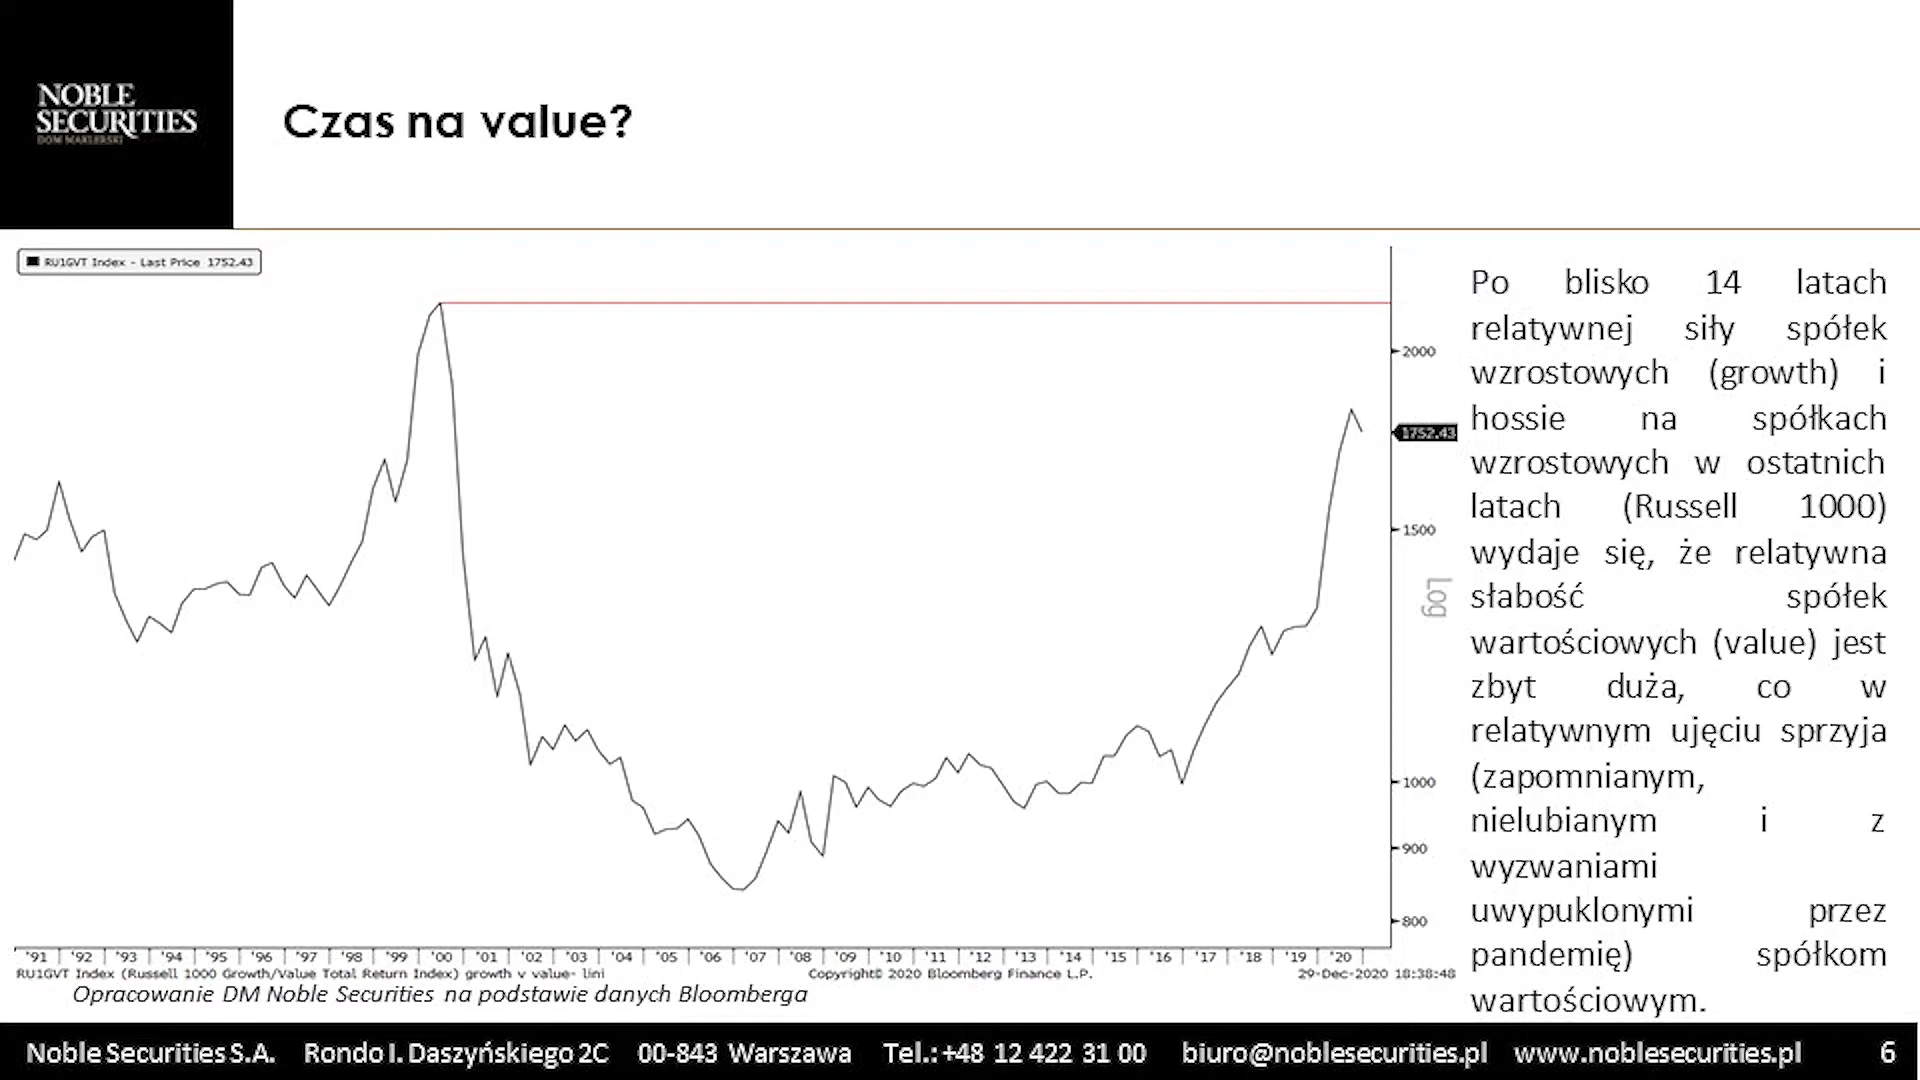 NOBLE
SECURITIES
DOM MAKLERSKI
Czas na value?
RU1GVT Index - Last Price 1752.43
2000
1752.43
1500
Log
1000
900
800
'91 '92 '93 '94 '95 '96 '97 '98 '99 '00 '01 '02 '03 '04 '05 '06 '07 '08 '09 '10 '11 '12 '13 '14 '15 '16 '17 '18 '19 '20
RU1GVT Index (Russell 1000 Growth/Value Total Return Index) growth v value- lini Copyright© 2020 Bloomberg Finance L.P. 29-Dec-2020 18:38:48
Opracowanie DM Noble Securities na podstawie danych Bloomberga
Po blisko 14 latach
relatywnej siły spółek
wzrostowych (growth) i
hossie na spółkach
wzrostowych w ostatnich
latach (Russell 1000)
wydaje się, że relatywna
słabość spółek
wartościowych (value) jest
zbyt duża, co w
relatywnym ujęciu sprzyja
(zapomnianym,
nielubianym i z
wyzwaniami
uwypuklonymi przez
pandemię) spółkom
wartościowym.
Noble Securities S.A. Rondo I. Daszyńskiego 2C 00-843 Warszawa Tel.: +48 12 422 31 00 biuro@noblesecurities.pl www.noblesecurities.pl 6